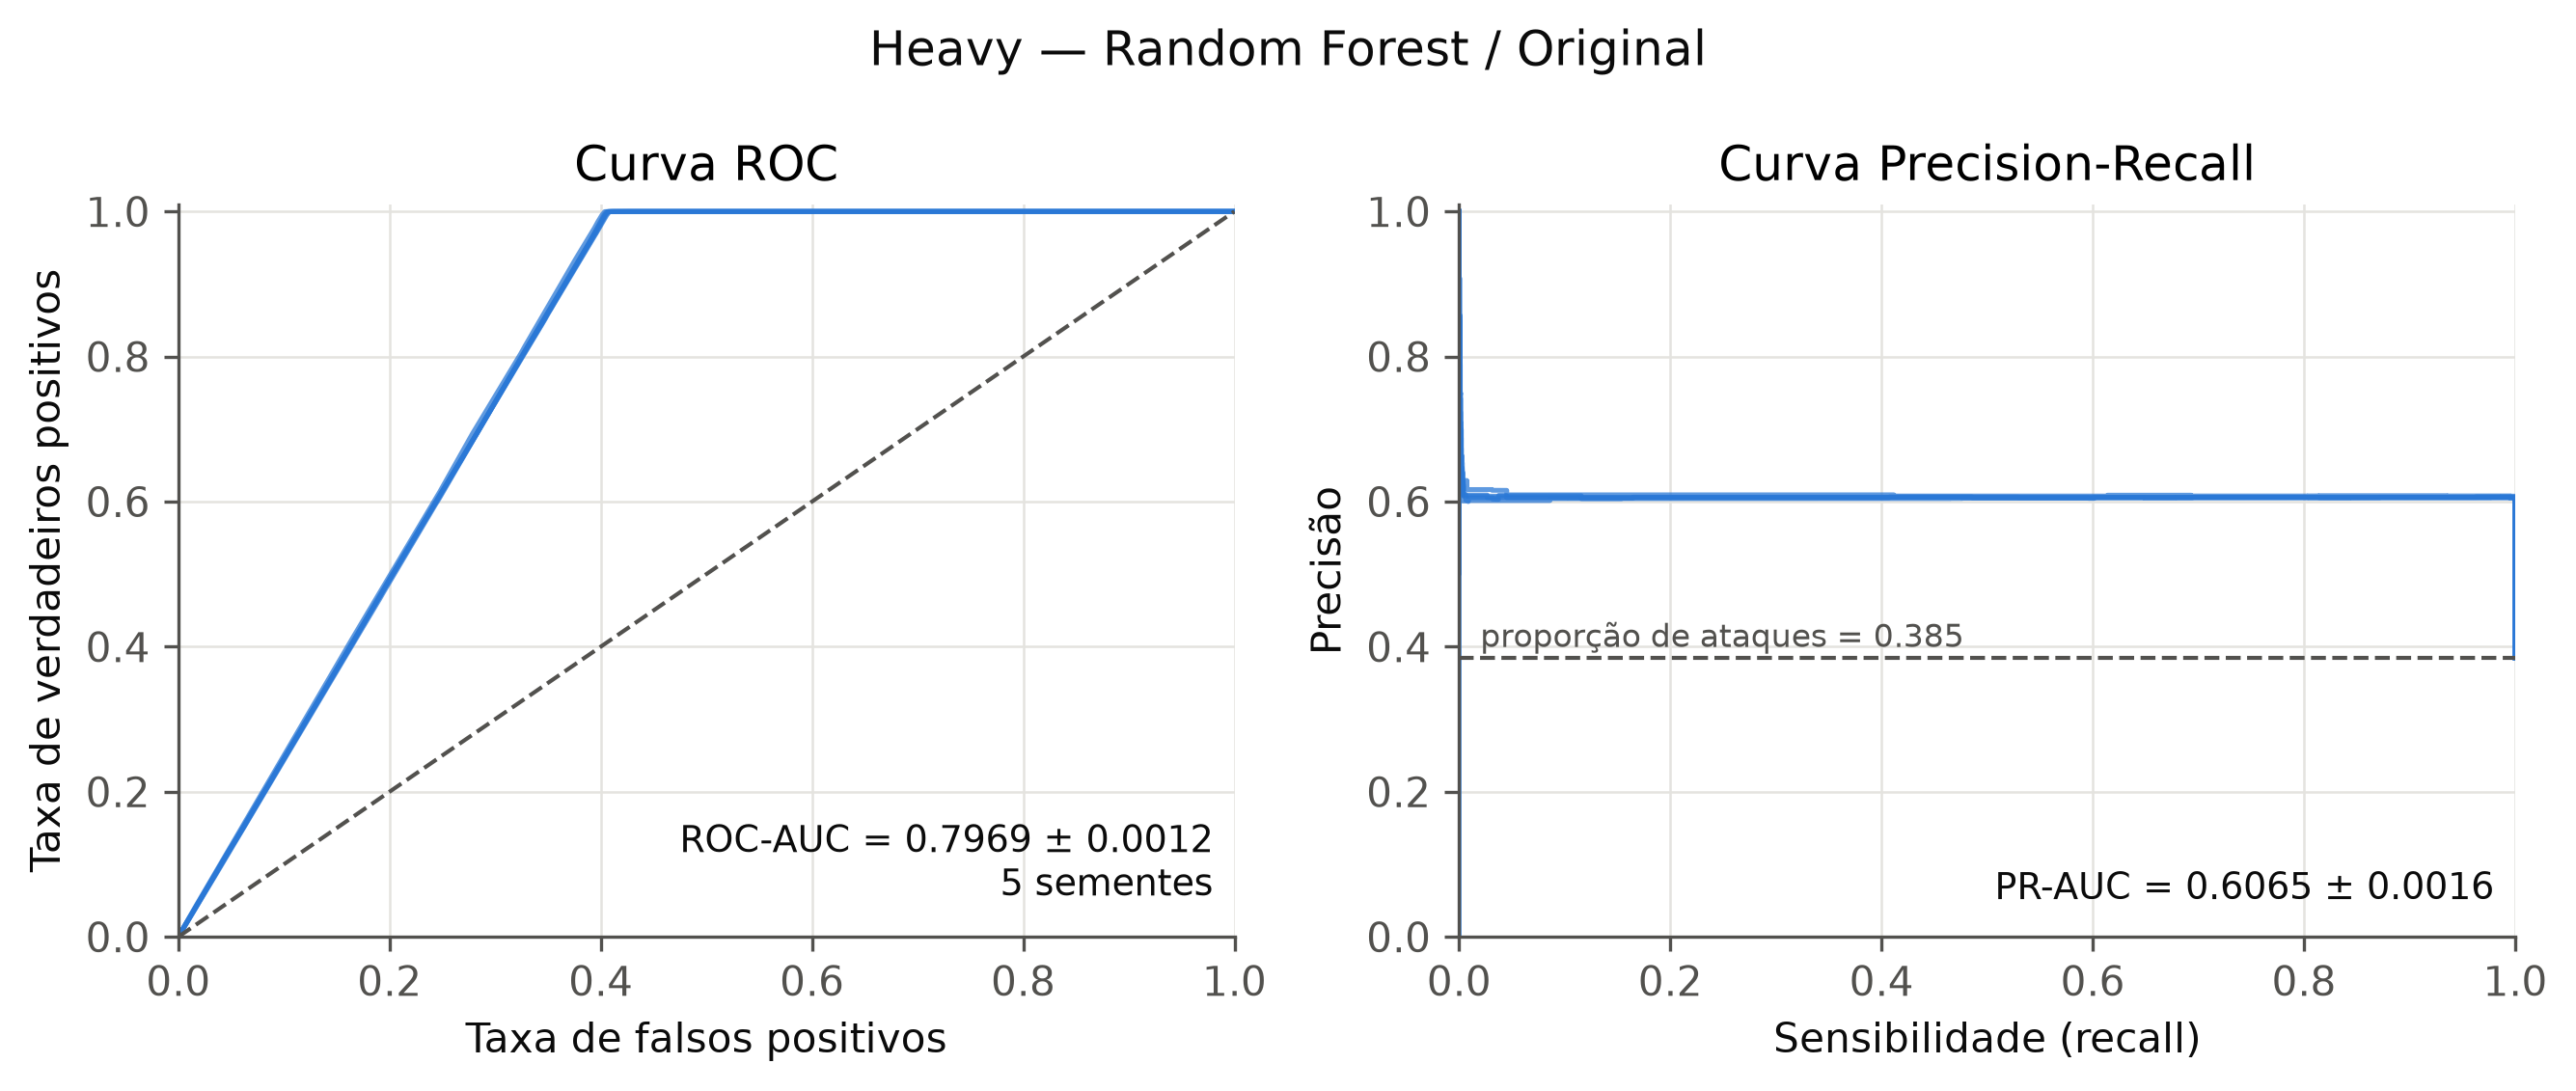 Heavy — Random Forest / Original
Curva ROC
Taxa de verdadeiros positivos
1.0
0.8
0.6
0.4
0.2
0.0
0.0 0.2 0.4 0.6 0.8 1.0
Taxa de falsos positivos
ROC-AUC = 0.7969 ± 0.0012
5 sementes
Curva Precision-Recall
Precisão
1.0
0.8
0.6
0.4
0.2
0.0
0.0 0.2 0.4 0.6 0.8 1.0
Sensibilidade (recall)
proporção de ataques = 0.385
PR-AUC = 0.6065 ± 0.0016